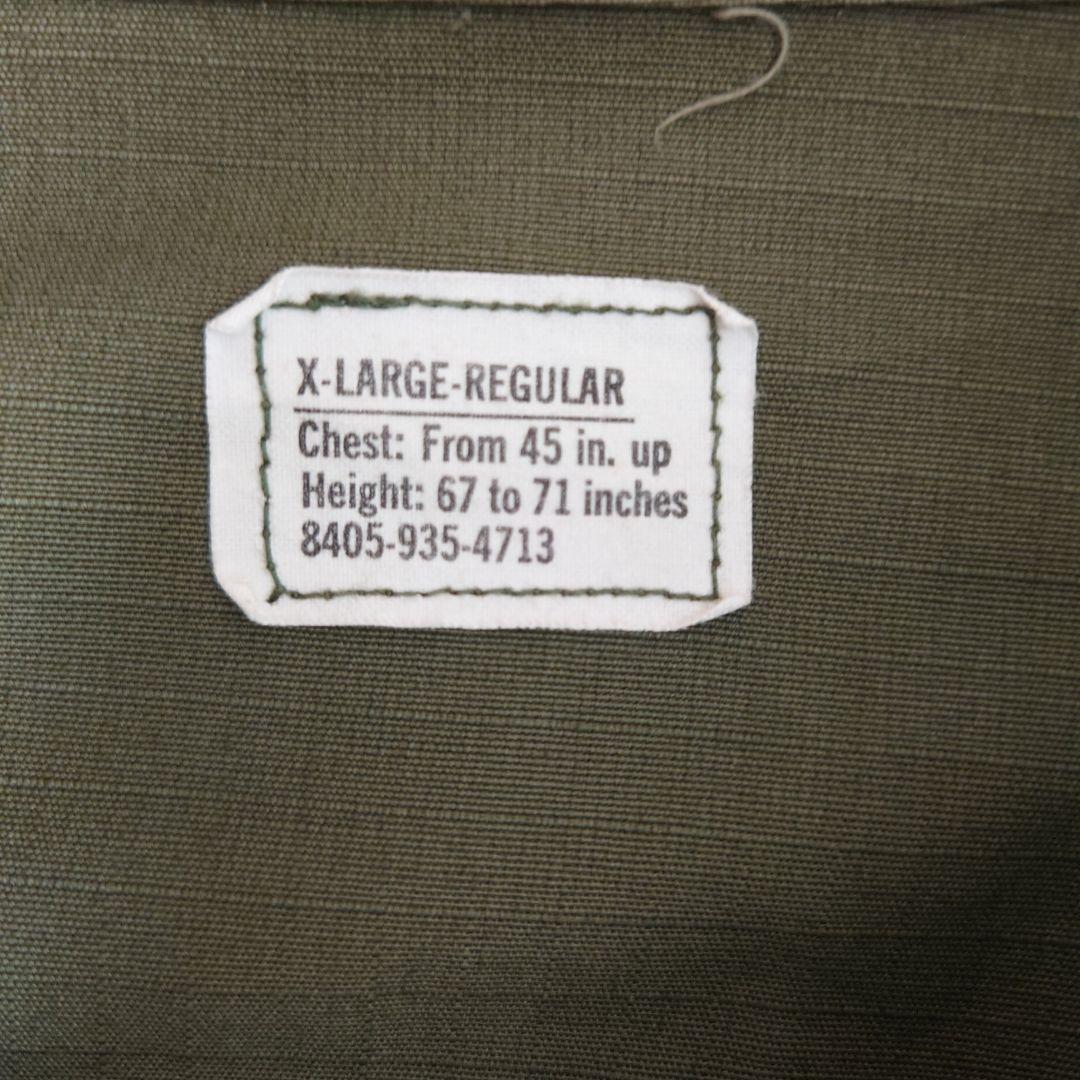 X-LARGE-REGULAR
Chest: From 45 in. up
Height: 67 to 71 inches
8405-935-4713